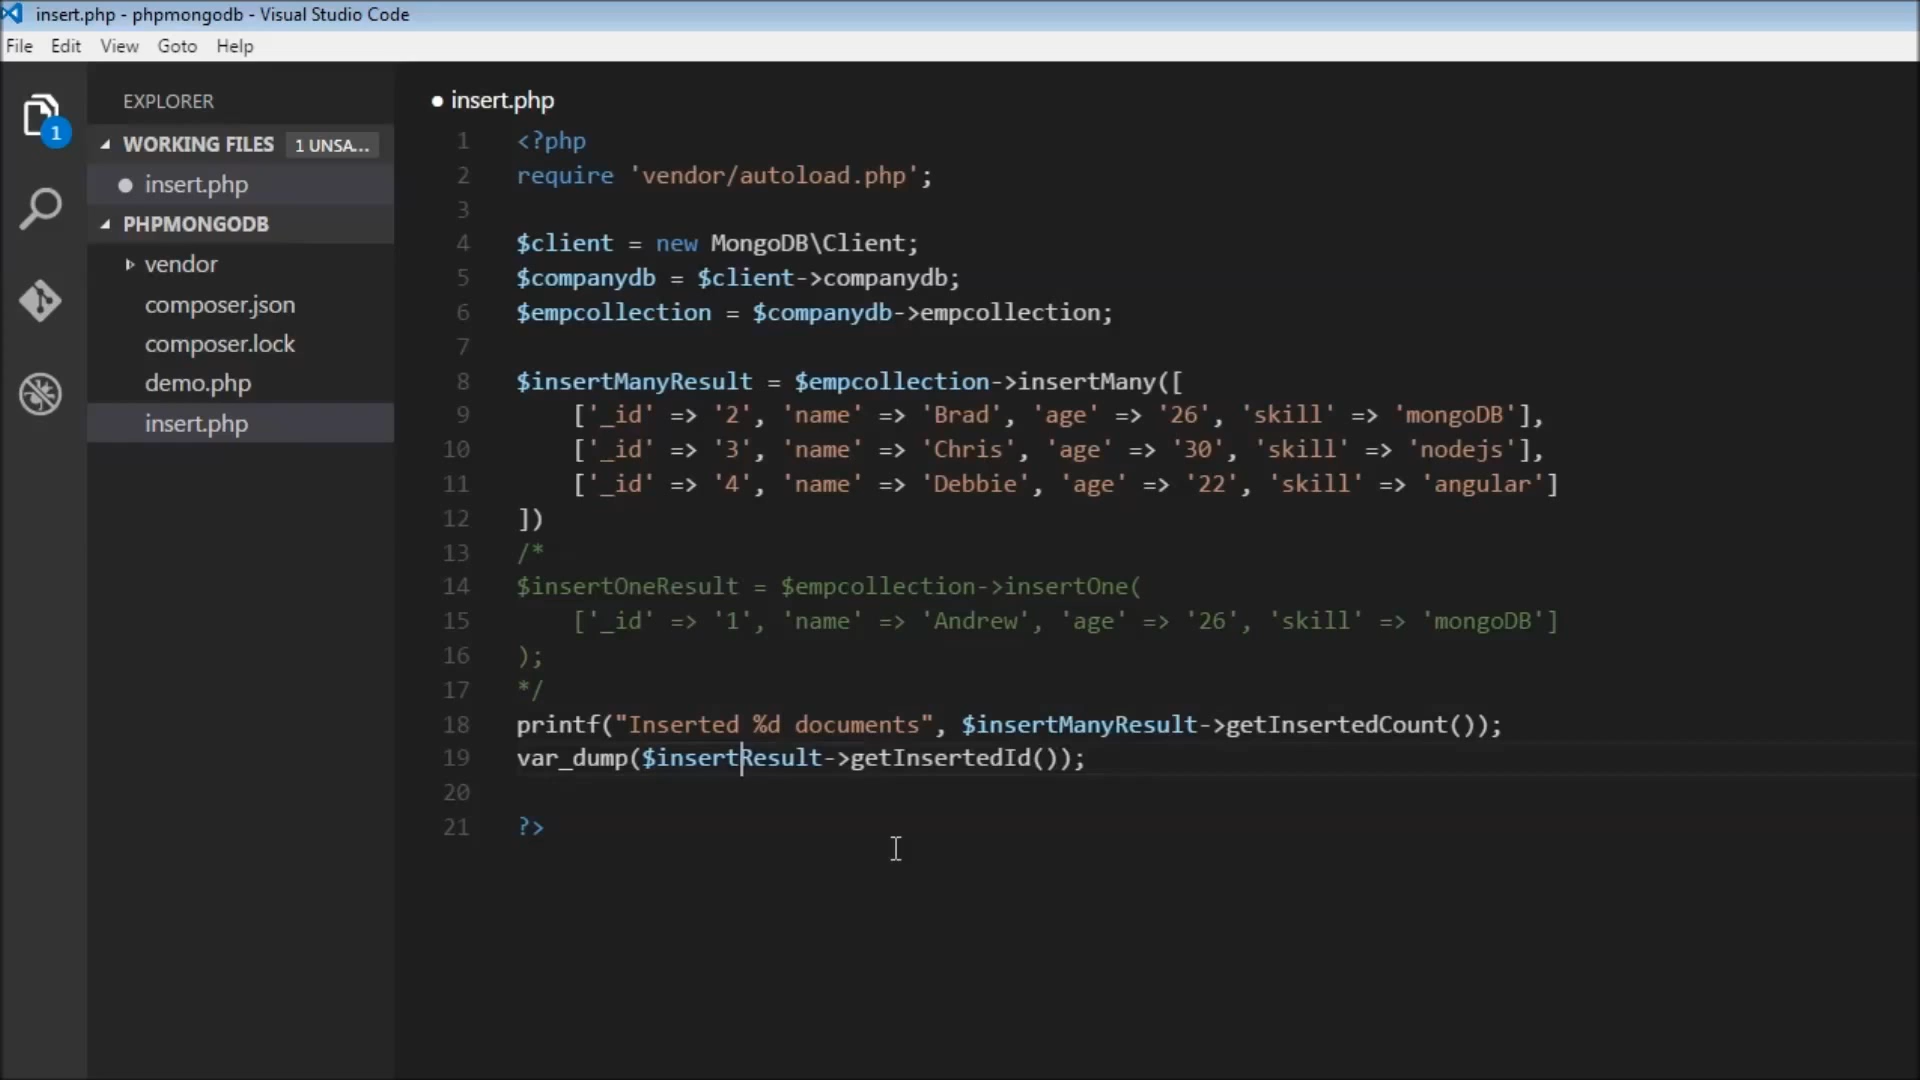 insert.php - phpmongodb - Visual Studio Code
File Edit View Goto Help
EXPLORER
WORKING FILES 1 UNSA...
insert.php
PHPMONGODB
vendor
composer.json
composer.lock
demo.php
insert.php
1
insert.php
1 <?php
2 require 'vendor/autoload.php';
3
4 $client = new MongoDB\Client;
5 $companydb = $client->companydb;
6 $empcollection = $companydb->empcollection;
7
8 $insertManyResult = $empcollection->insertMany([
9 ['_id' => '2', 'name' => 'Brad', 'age' => '26', 'skill' => 'mongoDB'],
10 ['_id' => '3', 'name' => 'Chris', 'age' => '30', 'skill' => 'nodejs'],
11 ['_id' => '4', 'name' => 'Debbie', 'age' => '22', 'skill' => 'angular']
12 ])
13 /*
14 $insertOneResult = $empcollection->insertOne(
15 ['_id' => '1', 'name' => 'Andrew', 'age' => '26', 'skill' => 'mongoDB']
16 );
17 */
18 printf("Inserted %d documents", $insertManyResult->getInsertedCount());
19 var_dump($insertResult->getInsertedId());
20
21 ?>